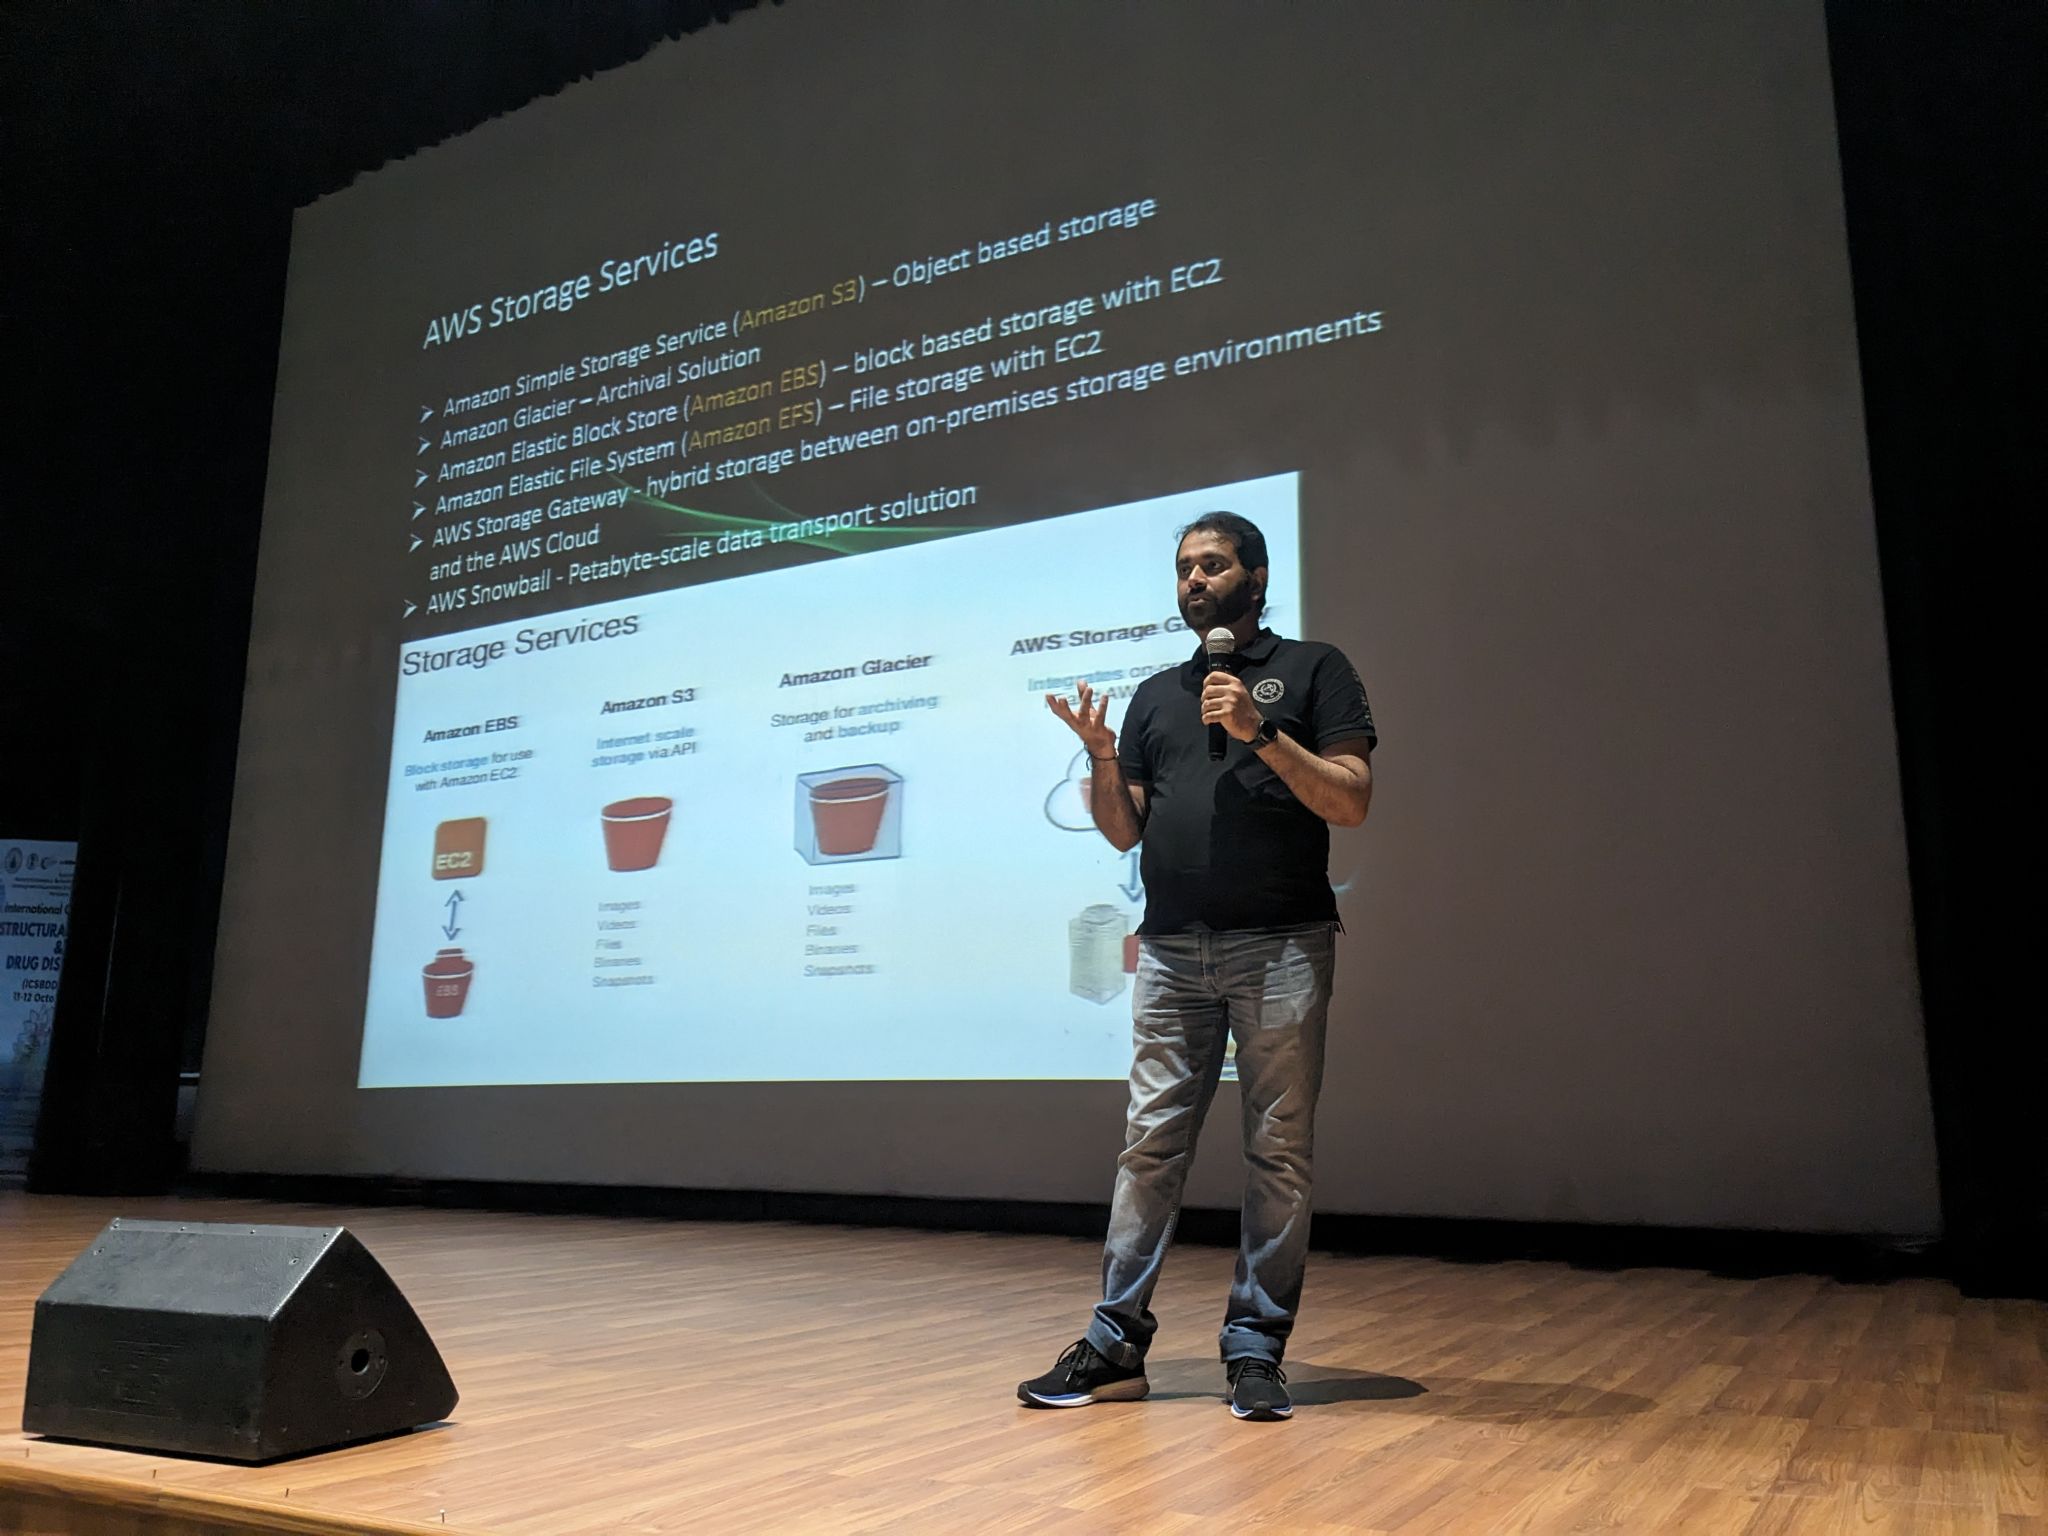 AWS Storage Services
➢ Amazon Simple Storage Service (Amazon S3) – Object based storage
➢ Amazon Glacier – Archival Solution
➢ Amazon Elastic Block Store (Amazon EBS) – block based storage with EC2
➢ Amazon Elastic File System (Amazon EFS) – File storage with EC2
➢ AWS Storage Gateway - hybrid storage between on-premises storage environments
and the AWS Cloud
➢ AWS Snowball - Petabyte-scale data transport solution
Storage Services
Amazon EBS
Block storage for use
with Amazon EC2
EC2
EBS
Amazon S3
Internet scale
storage via API
Images
Videos
Files
Binaries
Snapshots
Amazon Glacier
Storage for archiving
and backup
Images
Videos
Files
Binaries
Snapshots
AWS Storage
Integrates
International
&
DRUG
11-12